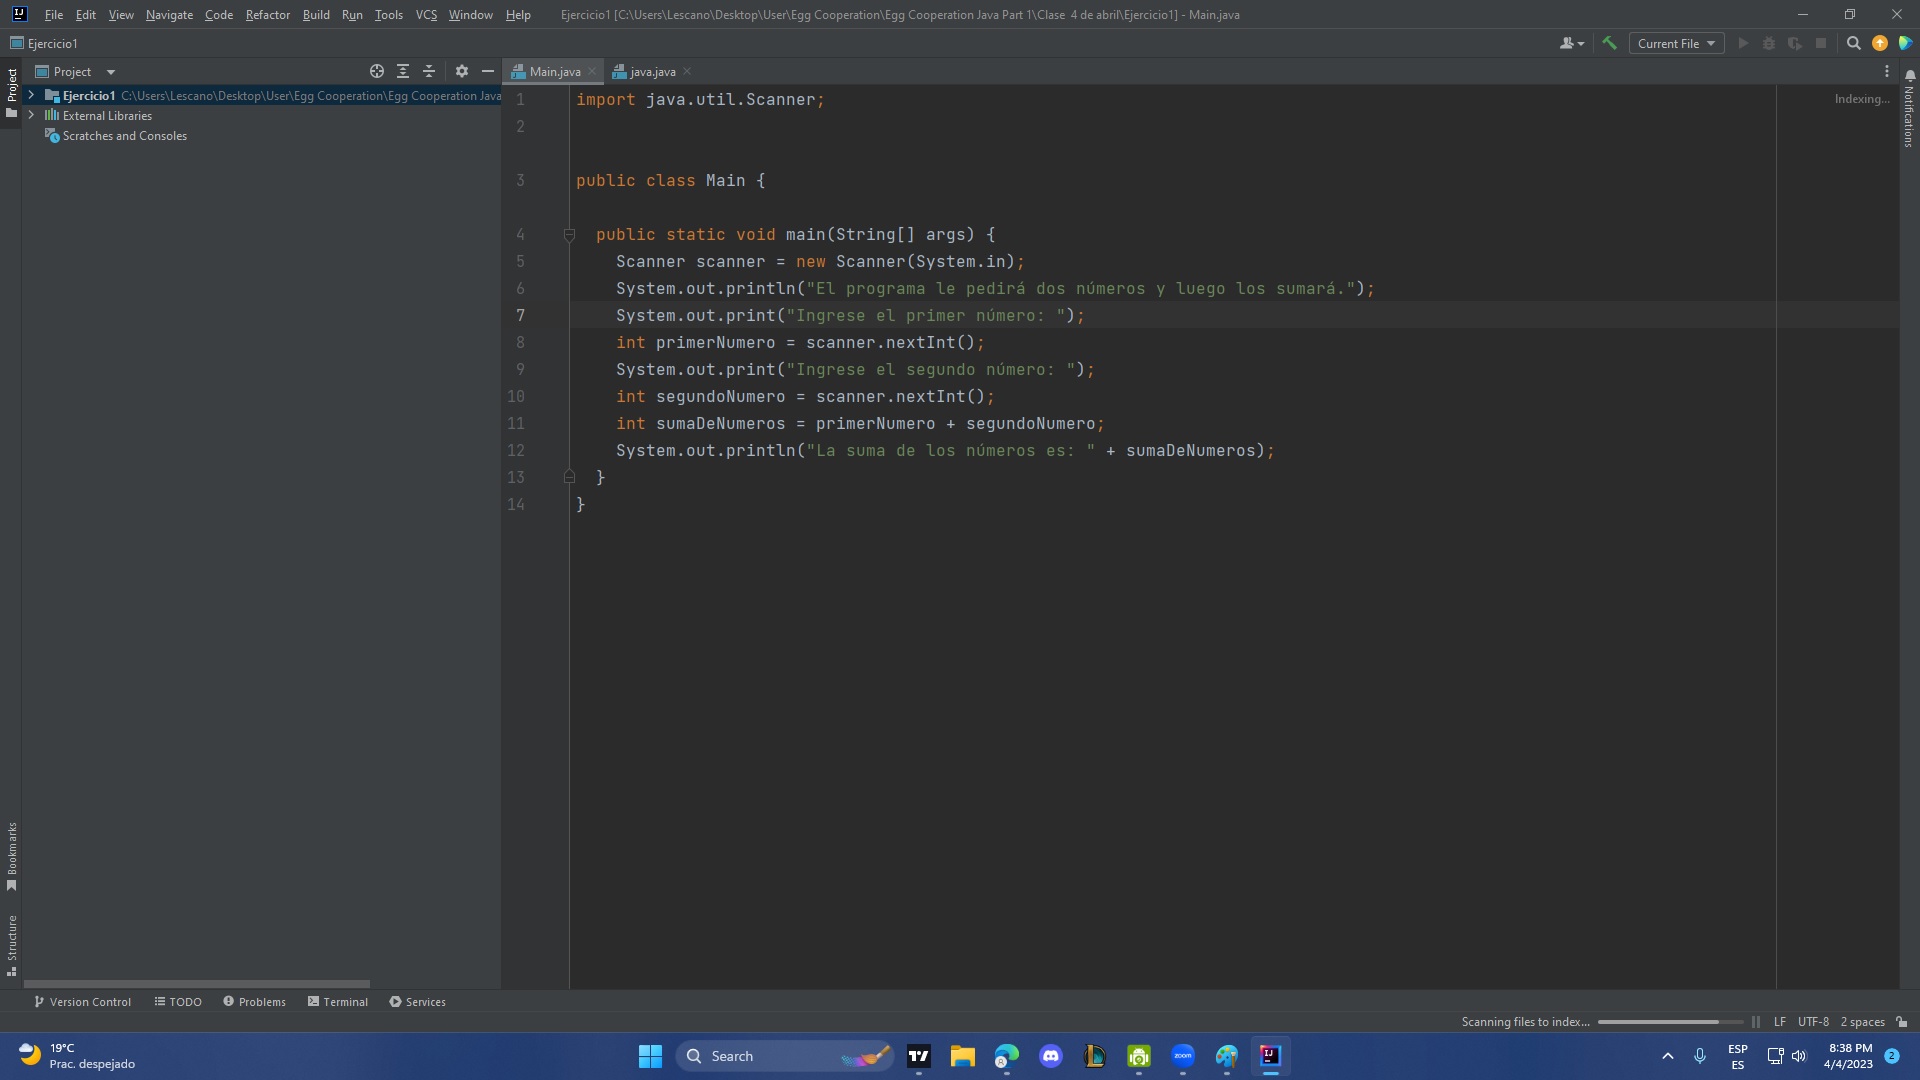 File Edit View Navigate Code Refactor Build Run Tools VCS Window Help Ejercicio1 [C:\Users\Lescano\Desktop\User\Egg Cooperation\Egg Cooperation Java Part 1\Clase 4 de abril\Ejercicio1] - Main.java
Ejercicio1
Current File
Project
Project
Main.java
java.java
Notifications
Ejercicio1 C:\Users\Lescano\Desktop\User\Egg Cooperation\Egg Cooperation Java
External Libraries
Scratches and Consoles
Indexing...
1 import java.util.Scanner;
2
3 public class Main {
4 public static void main(String[] args) {
5 Scanner scanner = new Scanner(System.in);
6 System.out.println("El programa le pedirá dos números y luego los sumará.");
7 System.out.print("Ingrese el primer número: ");
8 int primerNumero = scanner.nextInt();
9 System.out.print("Ingrese el segundo número: ");
10 int segundoNumero = scanner.nextInt();
11 int sumaDeNumeros = primerNumero + segundoNumero;
12 System.out.println("La suma de los números es: " + sumaDeNumeros);
13 }
14 }
Bookmarks
Structure
Version Control TODO Problems Terminal Services
Scanning files to index... LF UTF-8 2 spaces
19°C
Prac. despejado
Search
zoom
ESP
ES
8:38 PM
4/4/2023
2